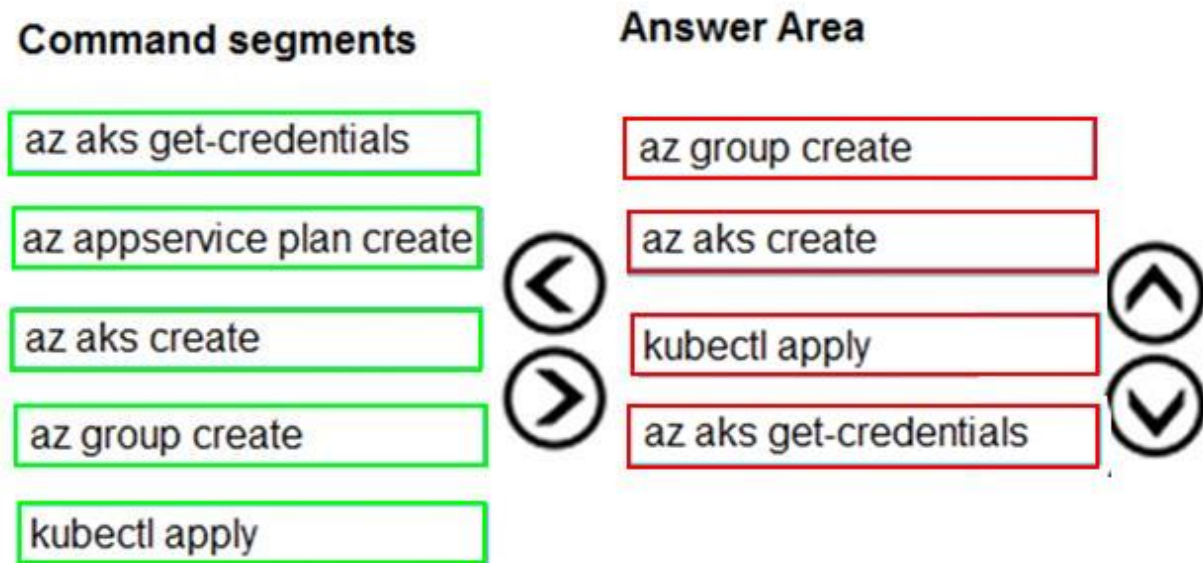 Command segments
az aks get-credentials
az appservice plan create
az aks create
az group create
kubectl apply
Answer Area
az group create
az aks create
kubectl apply
az aks get-credentials